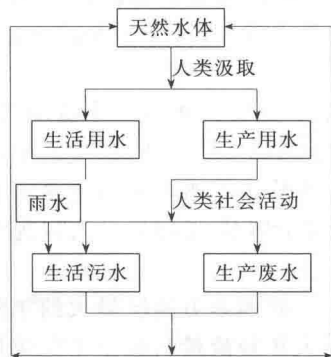 天然水体
人类汲取
生活用水 生产用水
雨水 人类社会活动
生活污水 生产废水